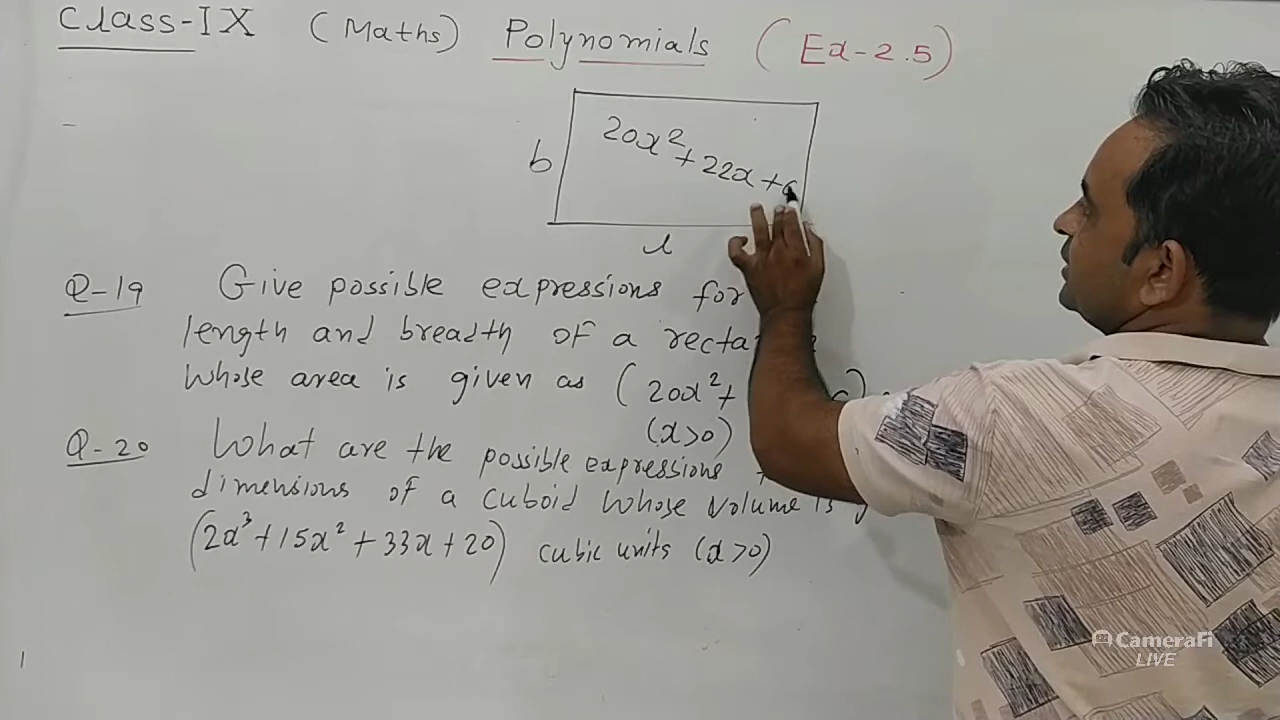 Class-IX (Maths) Polynomials (Ex-2.5)
20x²
+22x+
b
l
Q-19 Give possible expressions for
length and breadth of a
whose area is given as (20x²+
(x>0)
Q-20 What are the possible expressions
dimensions of a cuboid whose volume is
(2x³+15x²+33x+20) cubic units (x>0)
CameraFi
LIVE